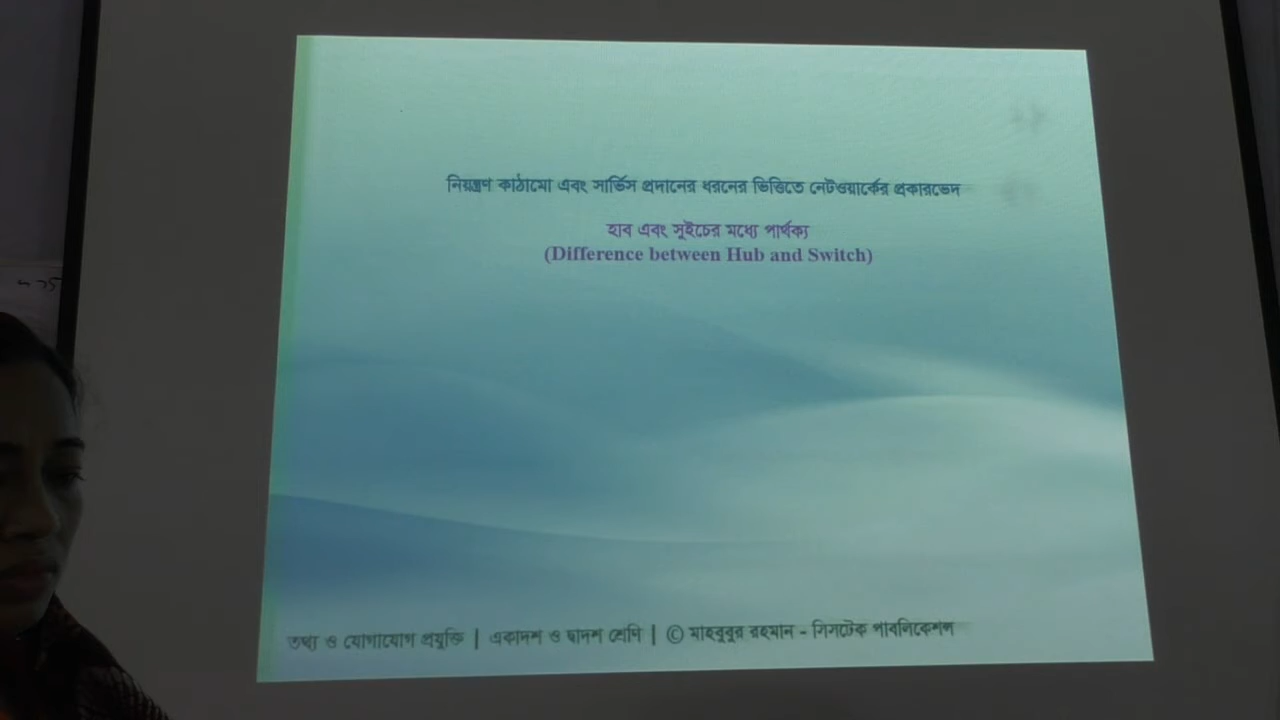 নিয়ন্ত্রণ কাঠামো এবং সার্ভিস প্রদানের ধরনের ভিত্তিতে নেটওয়ার্কের প্রকারভেদ
হাব এবং সুইচের মধ্যে পার্থক্য
(Difference between Hub and Switch)
তথ্য ও যোগাযোগ প্রযুক্তি | একাদশ ও দ্বাদশ শ্রেণি | © মাহবুবুর রহমান - সিসটেক পাবলিকেশন্স